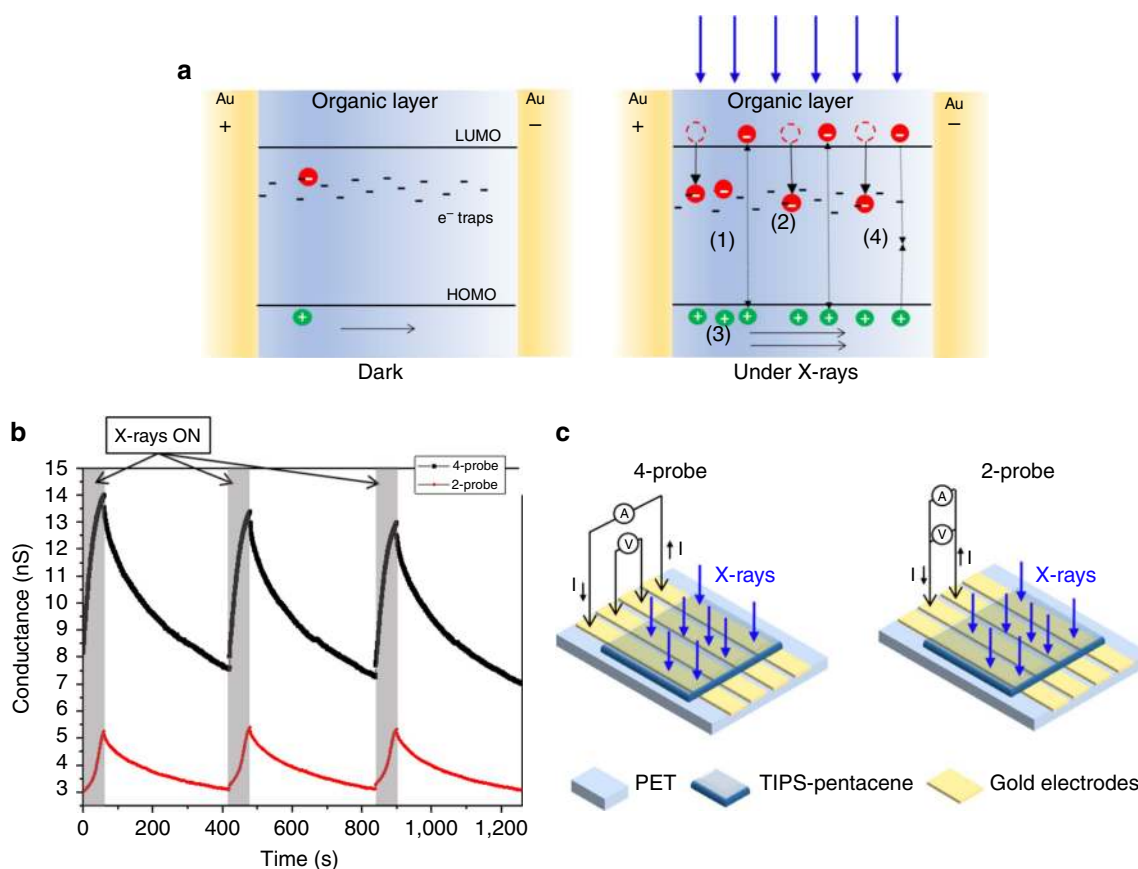 a
Au
+
Organic layer
Au
−
LUMO
e− traps
HOMO
Dark
Au
+
Organic layer
Au
−
(1)
(2)
(4)
(3)
Under X-rays
b
X-rays ON
4-probe
2-probe
Conductance (nS)
15
14
13
12
11
10
9
8
7
6
5
4
3
0
200
400
600
800
1,000
1,200
Time (s)
c
4-probe
A
V
I
I
X-rays
2-probe
A
V
I
I
X-rays
PET
TIPS-pentacene
Gold electrodes